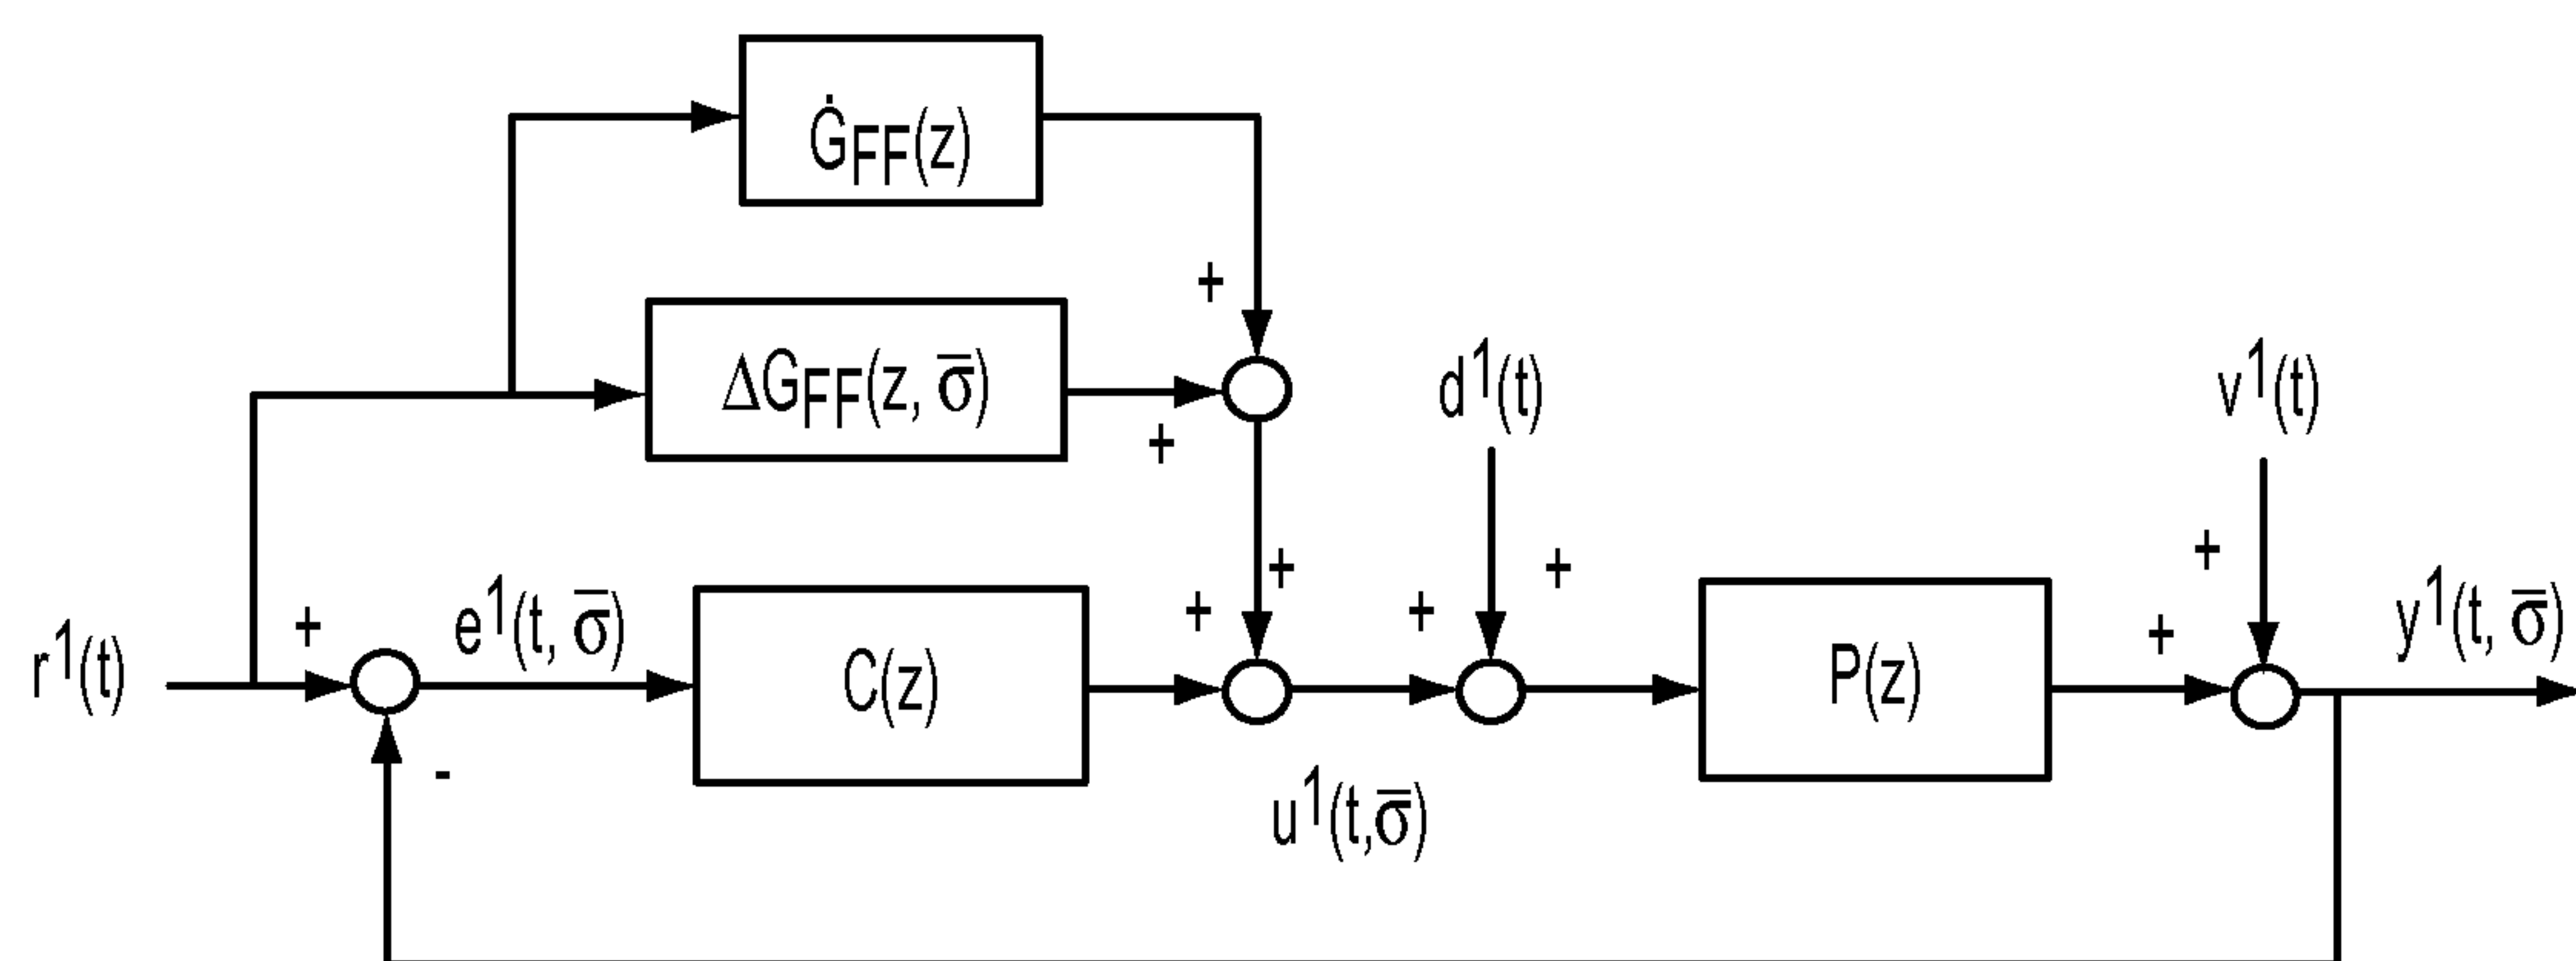 ĠFF(z)
+
ΔGFF(z, σ̅)
+
d1(t)
v1(t)
r1(t)
+
e1(t, σ̅)
-
C(z)
+
+
u1(t,σ̅)
+
+
P(z)
+
+
y1(t, σ̅)